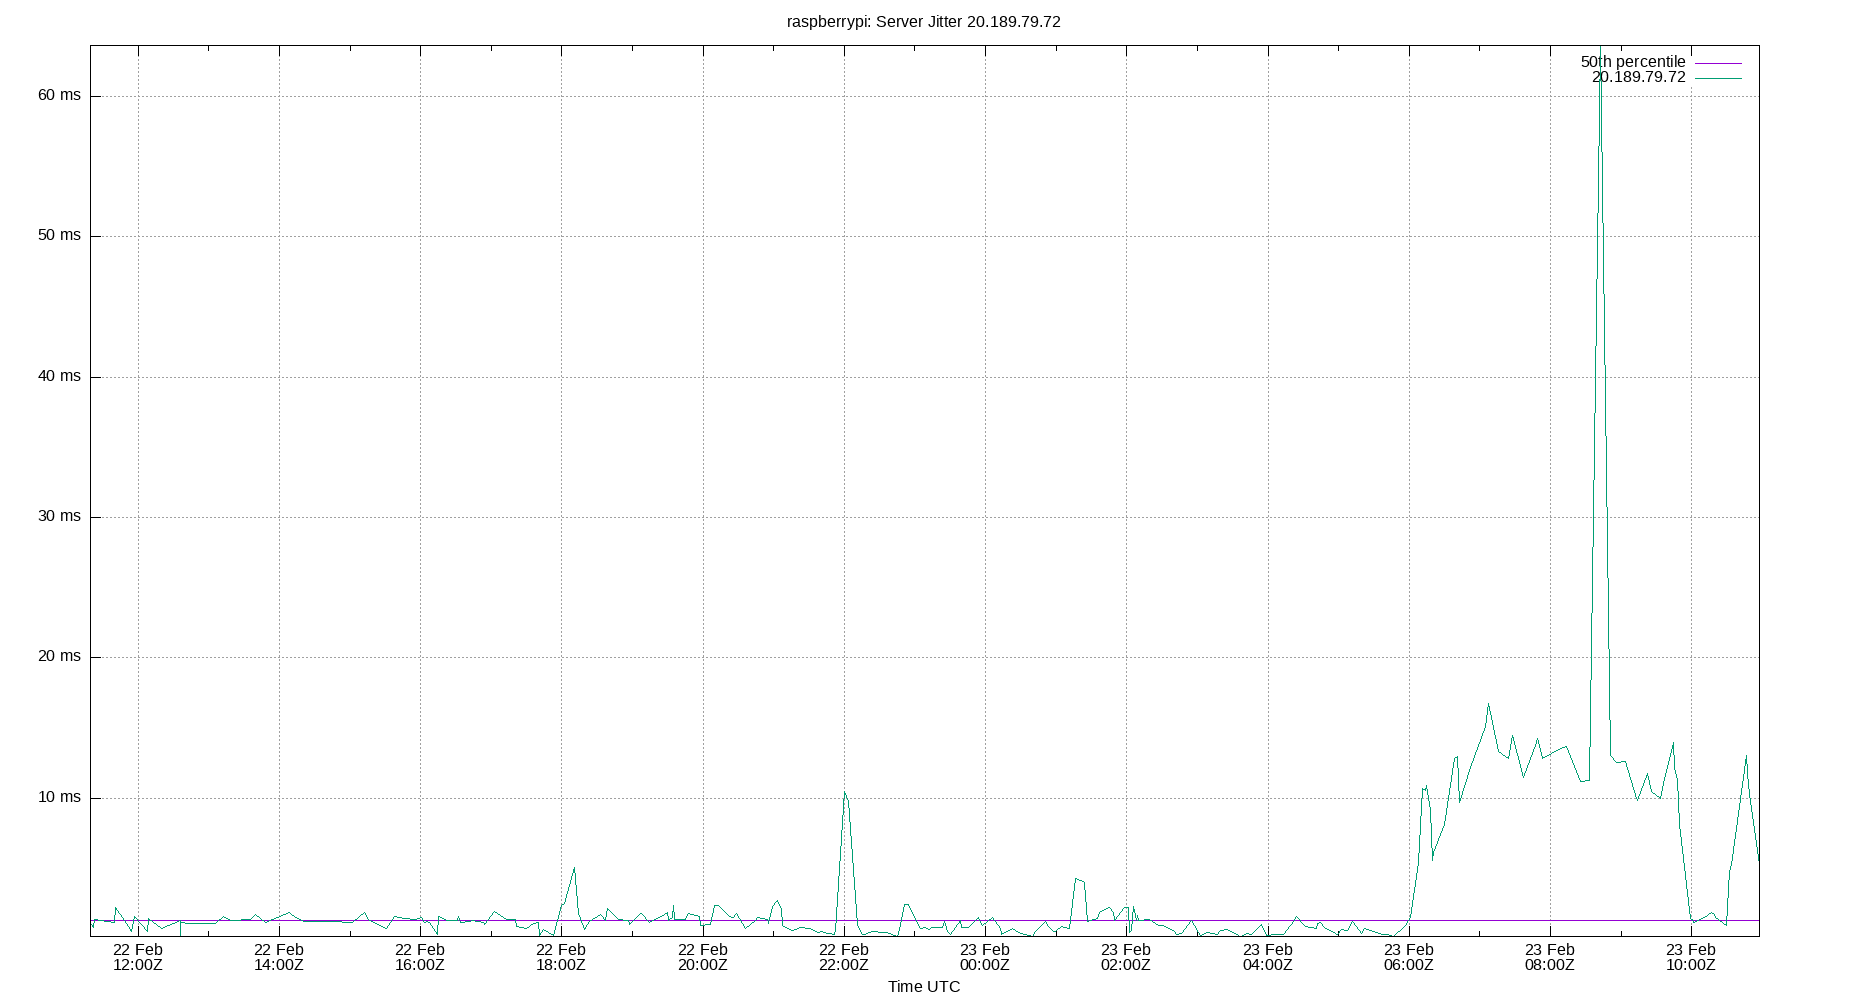 raspberrypi: Server Jitter 20.189.79.72
50th percentile
20.189.79.72
60 ms
50 ms
40 ms
30 ms
20 ms
10 ms
22 Feb 22 Feb 22 Feb 22 Feb 22 Feb 22 Feb 23 Feb 23 Feb 23 Feb 23 Feb 23 Feb 23 Feb
12:00Z 14:00Z 16:00Z 18:00Z 20:00Z 22:00Z 00:00Z 02:00Z 04:00Z 06:00Z 08:00Z 10:00Z
Time UTC